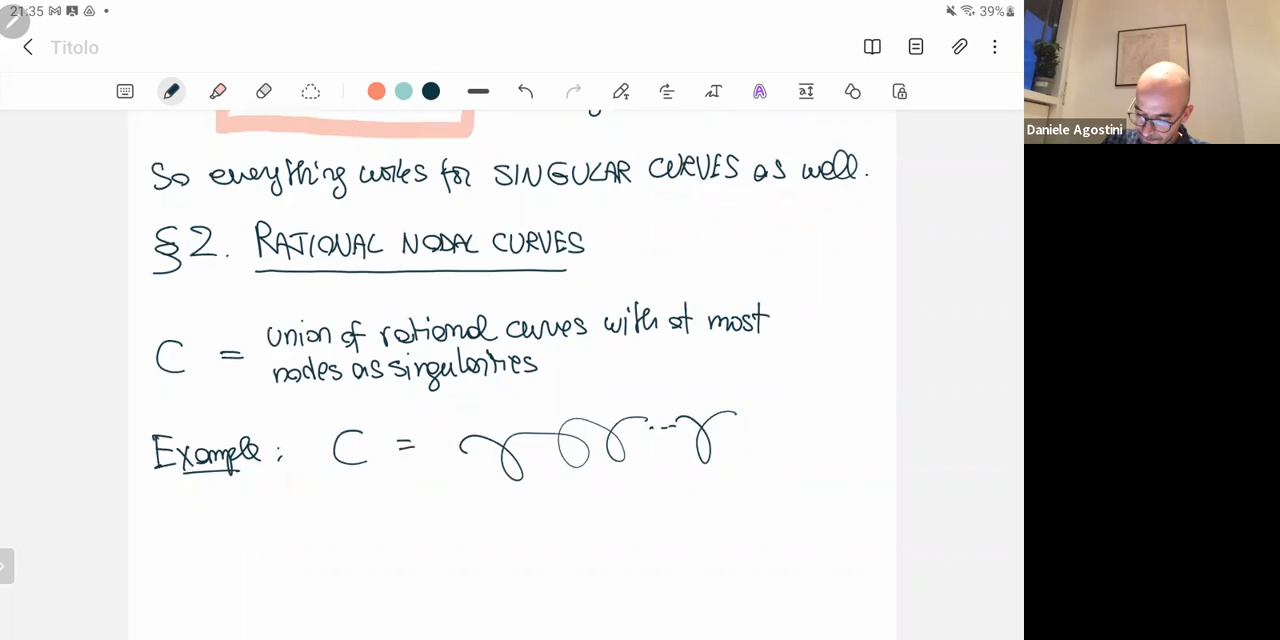 21:35
39%
Titolo
Daniele Agostini
So everything works for SINGULAR CURVES as well.
§2. RATIONAL NODAL CURVES
C = union of rational curves with at most
nodes as singularities
Example: C =